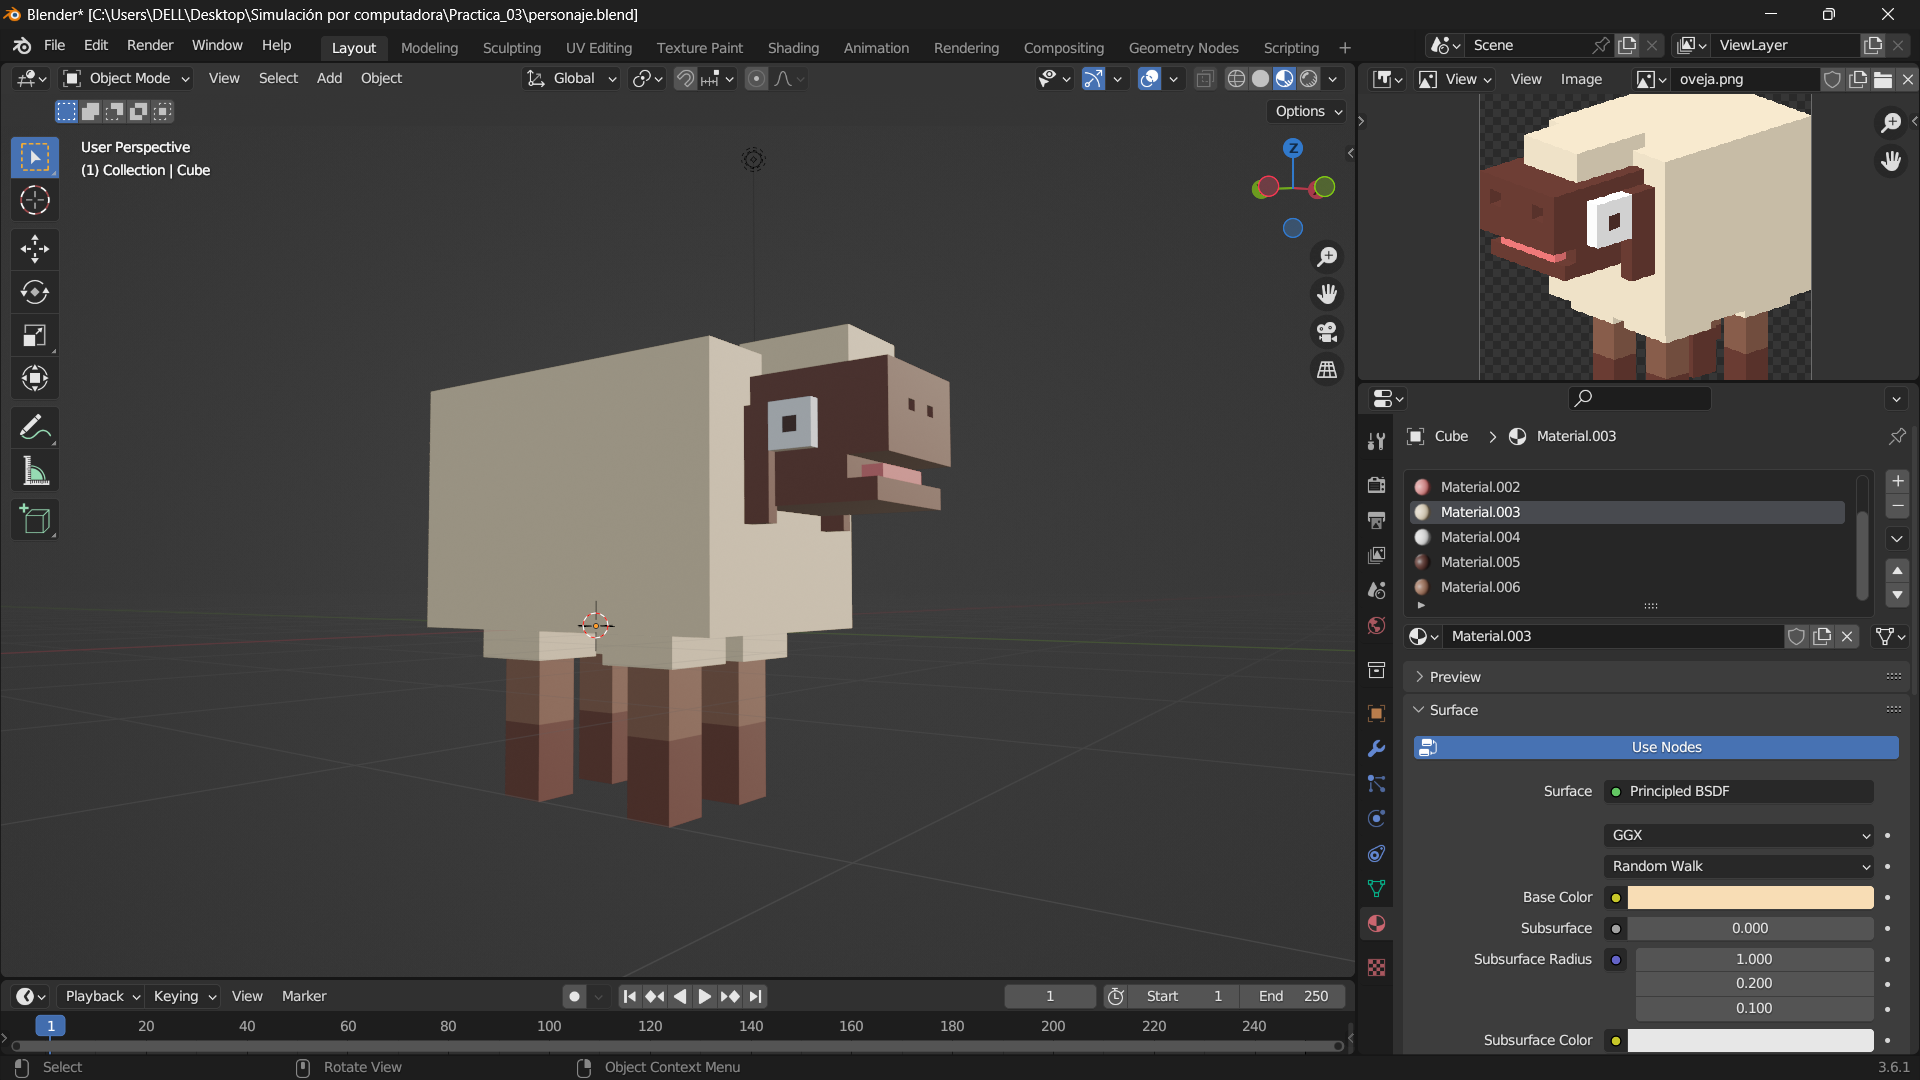 Blender* [C:\Users\DELL\Desktop\Simulación por computadora\Practica_03\personaje.blend]
File Edit Render Window Help Layout Modeling Sculpting UV Editing Texture Paint Shading Animation Rendering Compositing Geometry Nodes Scripting + Scene ViewLayer
Object Mode View Select Add Object Global View View Image oveja.png
Options
User Perspective
(1) Collection | Cube
Z
Cube Material.003
Material.002
Material.003
Material.004
Material.005
Material.006
Material.003
Preview
Surface
Use Nodes
Surface Principled BSDF
GGX
Random Walk
Base Color
Subsurface 0.000
Subsurface Radius 1.000
0.200
0.100
Subsurface Color
Playback Keying View Marker 1 Start 1 End 250
1 20 40 60 80 100 120 140 160 180 200 220 240
Select Rotate View Object Context Menu 3.6.1